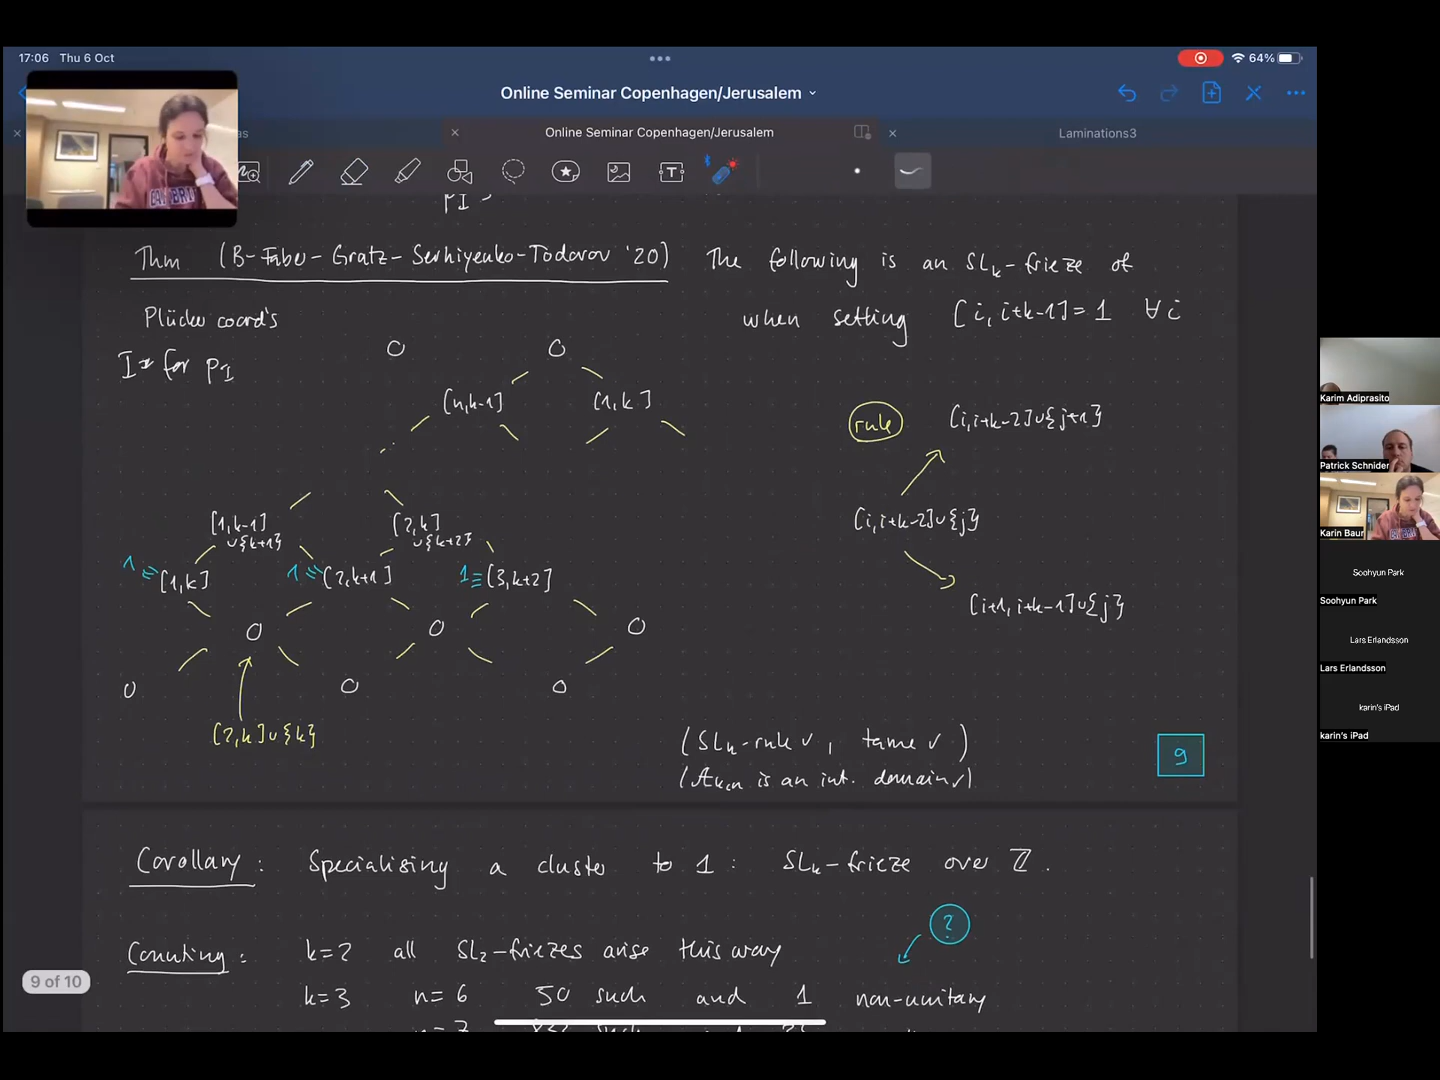 17:06 Thu 6 Oct
64%
Online Seminar Copenhagen/Jerusalem
as
Online Seminar Copenhagen/Jerusalem
Laminations3
PI
Thm (B-Faber-Gratz-Serhiyenko-Todorov '20) The following is an SLk-frieze of
when setting [i, i+k-1] = 1 ∀i
Plücker coord's
I for pI
0 0
[n,k-1] [1,k]
rule
[i,i+k-2]∪{j+1}
[i,i+k-2]∪{j}
[i+1,i+k-1]∪{j}
[1,k-1] ∪{k+1}
[2,k] ∪{k+2}
1 ≡ [1,k] 1 ≡ [2,k+1] 1 ≡ [3,k+2]
0 0 0
0 0 0
[2,k]∪{k}
(SLk-rule ✓, tame ✓)
(Ak,n is an int. domain ✓)
9
Corollary: Specialising a cluster to 1: SLk-frieze over ℤ.
?
Counting: k=2 all SL2-friezes arise this way
k=3 n=6 50 such and 1 non-unitary
9 of 10
Karim Adiprasito
Patrick Schnider
Karin Baur
Soohyun Park
Soohyun Park
Lars Erlandsson
Lars Erlandsson
karin's iPad
karin's iPad